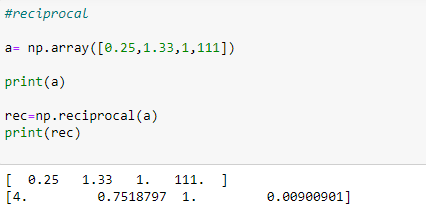 #reciprocal
a= np.array([0.25,1.33,1,111])
print(a)
rec=np.reciprocal(a)
print(rec)
[  0.25   1.33   1.   111.  ]
[4.         0.7518797  1.         0.00900901]